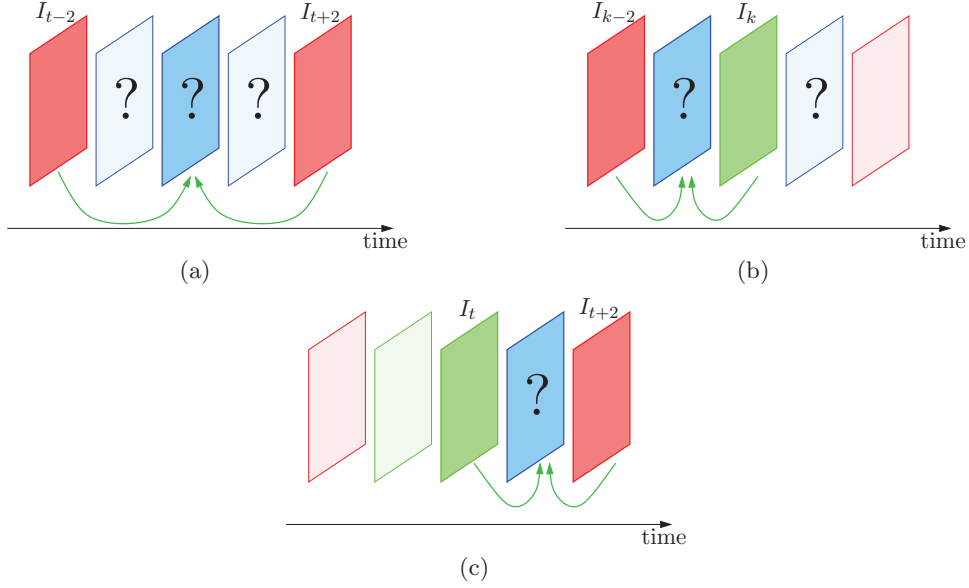 I_{t−2} I_{t+2}
? ? ?
time
(a)
I_{k−2} I_k
? ?
time
(b)
I_t I_{t+2}
?
time
(c)